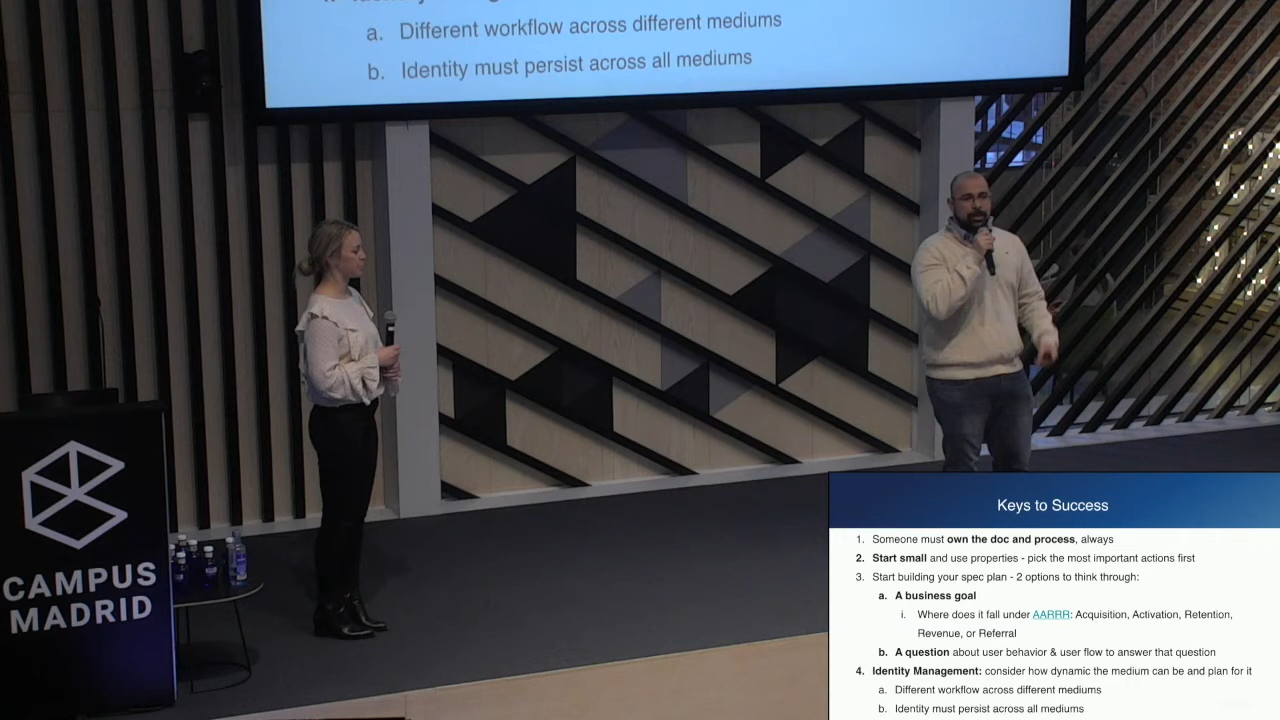 a. Different workflow across different mediums
b. Identity must persist across all mediums
CAMPUS
MADRID
Keys to Success
1. Someone must own the doc and process, always
2. Start small and use properties - pick the most important actions first
3. Start building your spec plan - 2 options to think through:
a. A business goal
i. Where does it fall under AARRR: Acquisition, Activation, Retention,
Revenue, or Referral
b. A question about user behavior & user flow to answer that question
4. Identity Management: consider how dynamic the medium can be and plan for it
a. Different workflow across different mediums
b. Identity must persist across all mediums